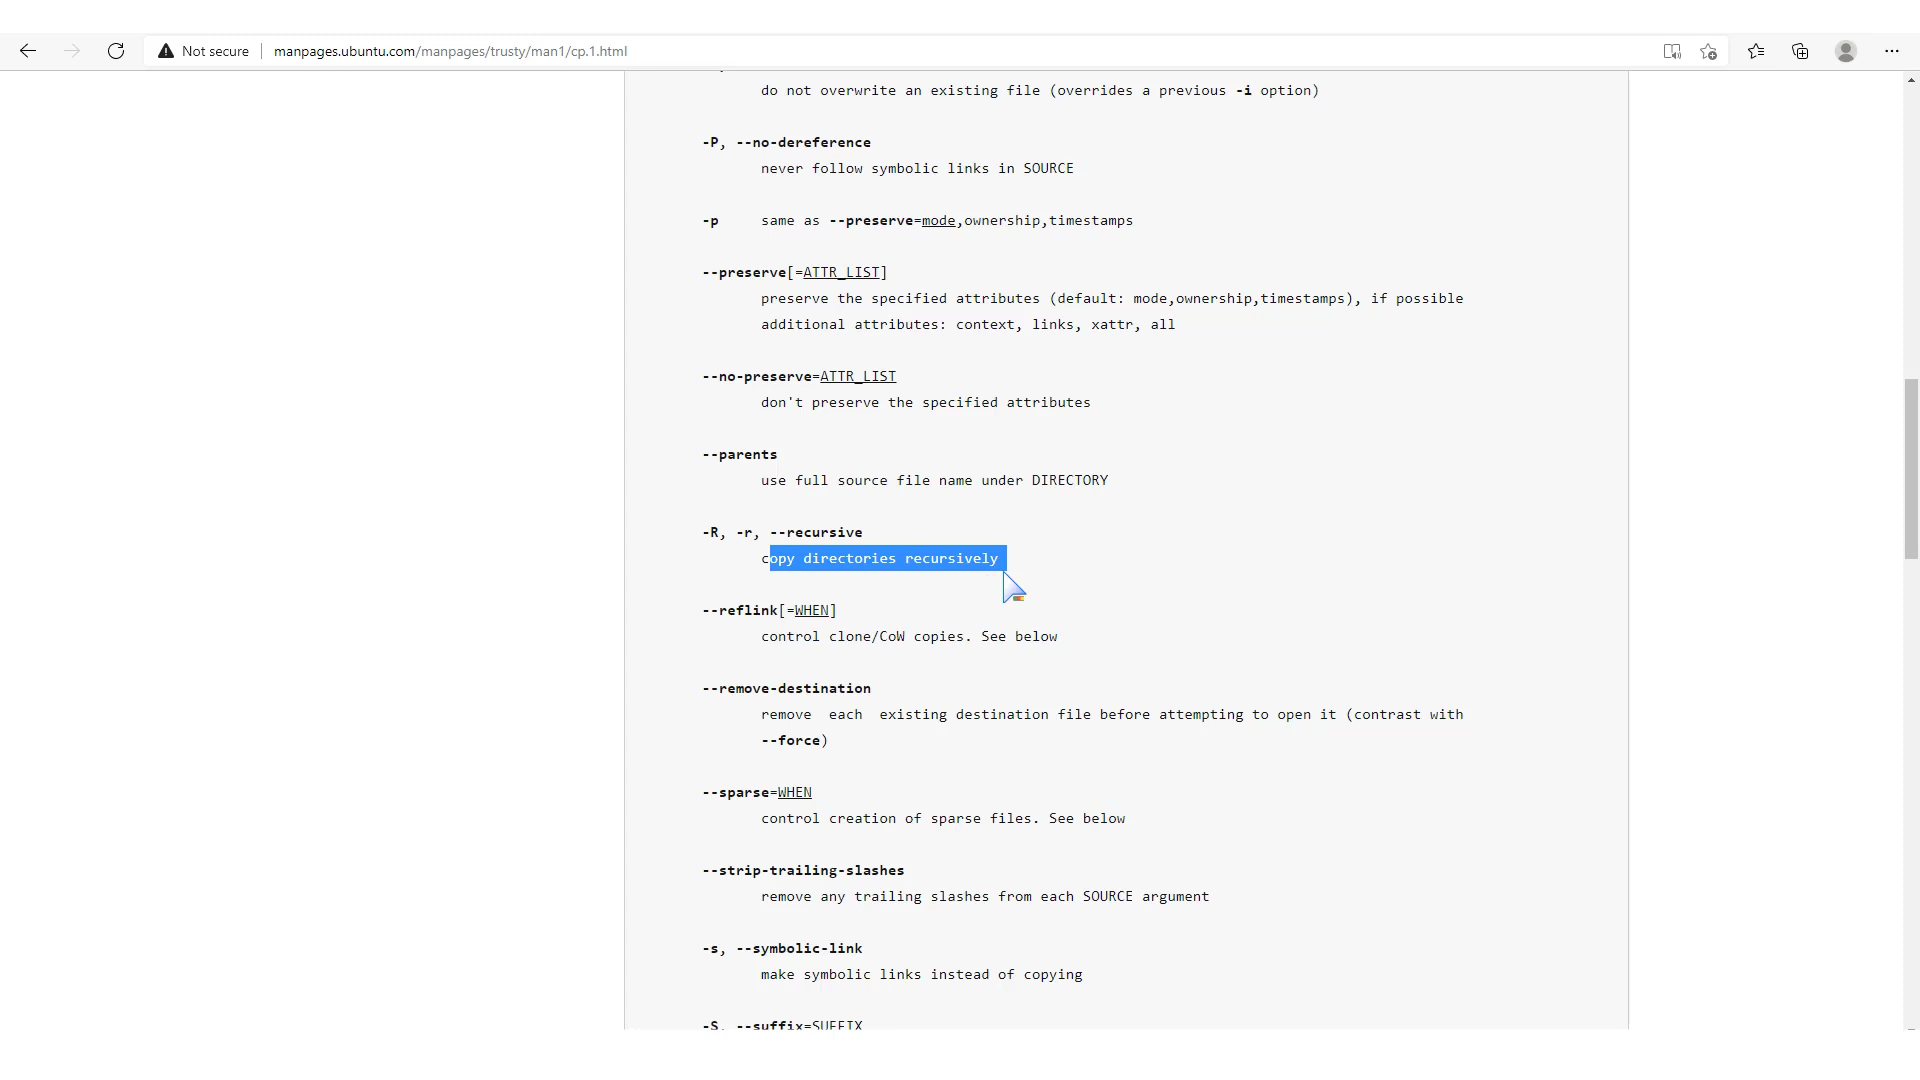 Not secure manpages.ubuntu.com/manpages/trusty/man1/cp.1.html
do not overwrite an existing file (overrides a previous -i option)
-P, --no-dereference
never follow symbolic links in SOURCE
-p same as --preserve=mode,ownership,timestamps
--preserve[=ATTR_LIST]
preserve the specified attributes (default: mode,ownership,timestamps), if possible
additional attributes: context, links, xattr, all
--no-preserve=ATTR_LIST
don't preserve the specified attributes
--parents
use full source file name under DIRECTORY
-R, -r, --recursive
copy directories recursively
--reflink[=WHEN]
control clone/CoW copies. See below
--remove-destination
remove  each  existing destination file before attempting to open it (contrast with
--force)
--sparse=WHEN
control creation of sparse files. See below
--strip-trailing-slashes
remove any trailing slashes from each SOURCE argument
-s, --symbolic-link
make symbolic links instead of copying
-S, --suffix=SUFFIX